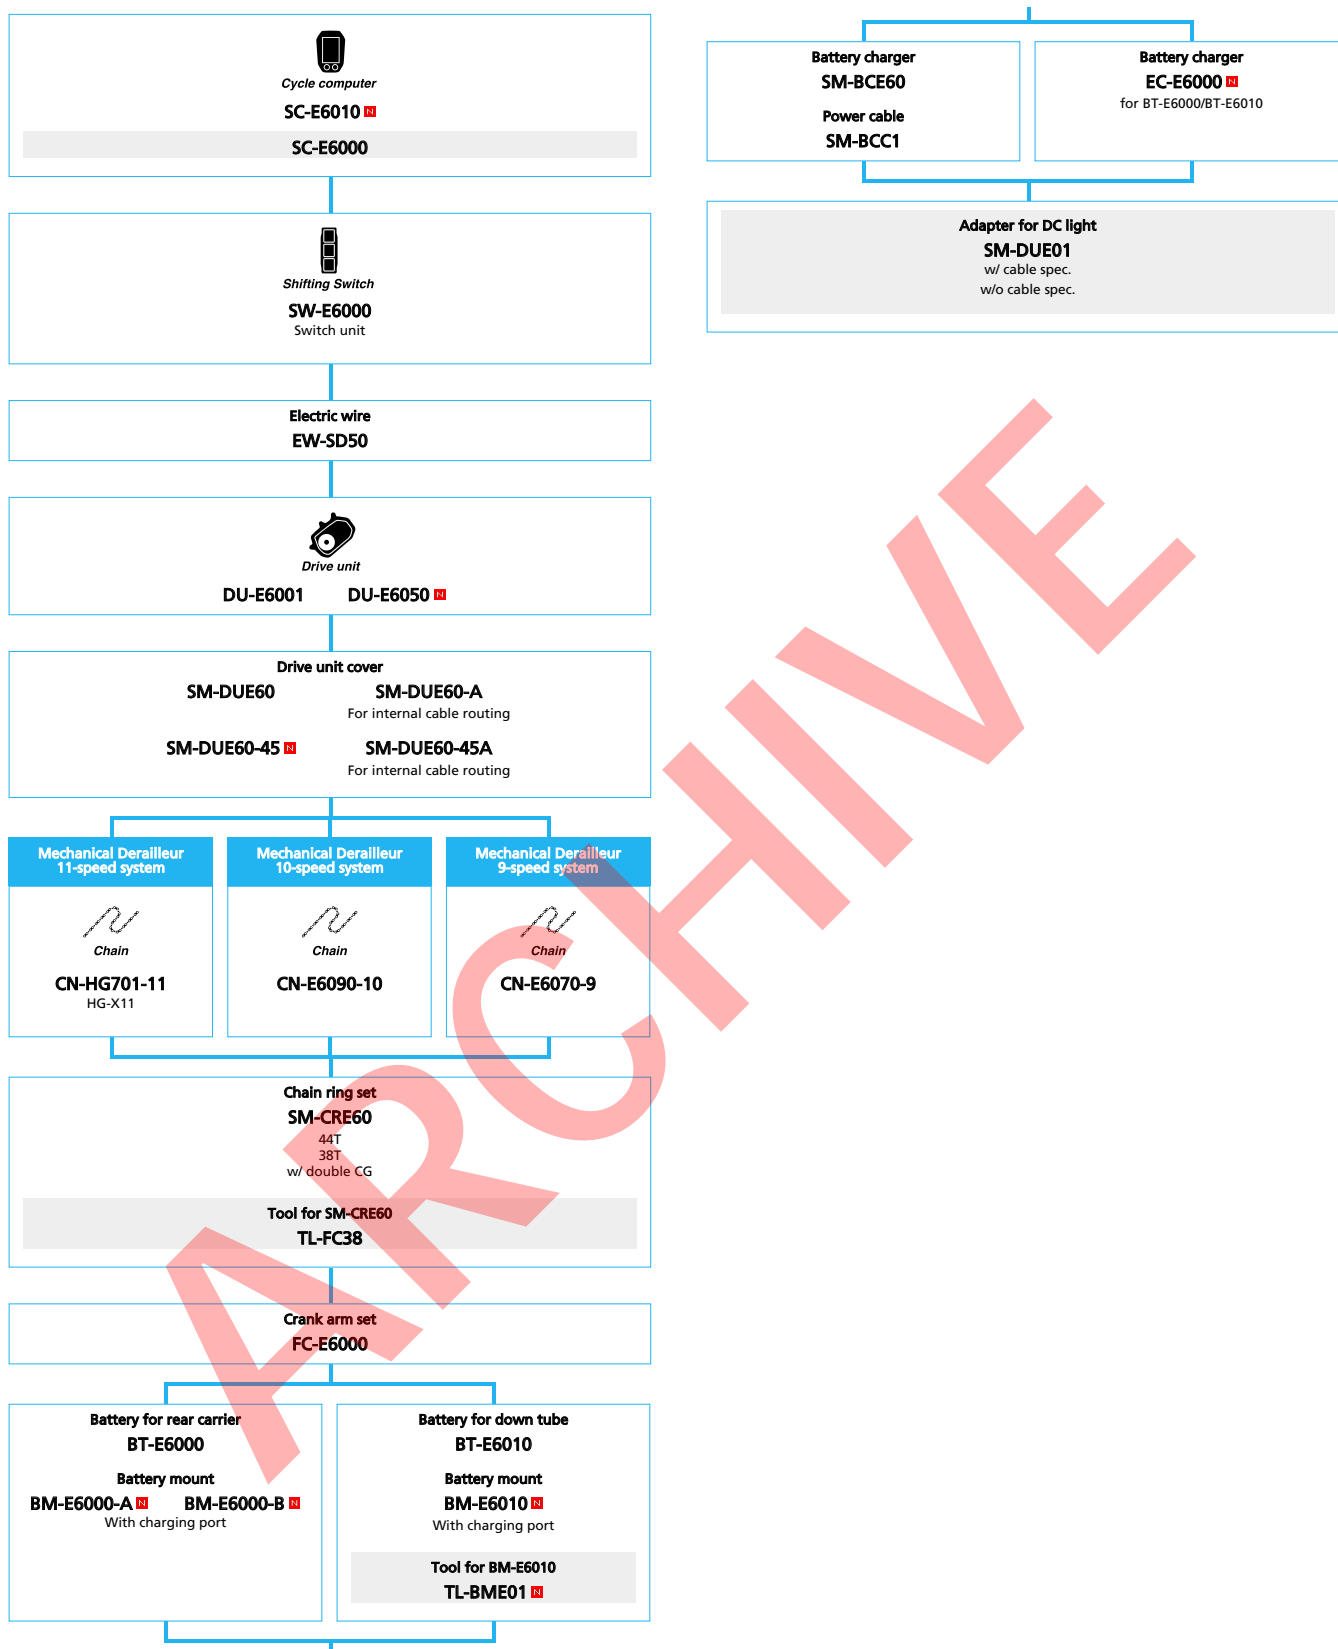 Cycle computer
SC-E6010 N
SC-E6000
Shifting Switch
SW-E6000
Switch unit
Electric wire
EW-SD50
Drive unit
DU-E6001 DU-E6050 N
Drive unit cover
SM-DUE60 SM-DUE60-A
For internal cable routing
SM-DUE60-45 N SM-DUE60-45A
For internal cable routing
Mechanical Derailleur
11-speed system
Chain
CN-HG701-11
HG-X11
Mechanical Derailleur
10-speed system
Chain
CN-E6090-10
Mechanical Derailleur
9-speed system
Chain
CN-E6070-9
Chain ring set
SM-CRE60
44T
38T
w/ double CG
Tool for SM-CRE60
TL-FC38
Crank arm set
FC-E6000
Battery for rear carrier
BT-E6000
Battery mount
BM-E6000-A N BM-E6000-B N
With charging port
Battery for down tube
BT-E6010
Battery mount
BM-E6010 N
With charging port
Tool for BM-E6010
TL-BME01 N
Battery charger
SM-BCE60
Power cable
SM-BCC1
Battery charger
EC-E6000 N
for BT-E6000/BT-E6010
Adapter for DC light
SM-DUE01
w/ cable spec.
w/o cable spec.
ARCHIVE